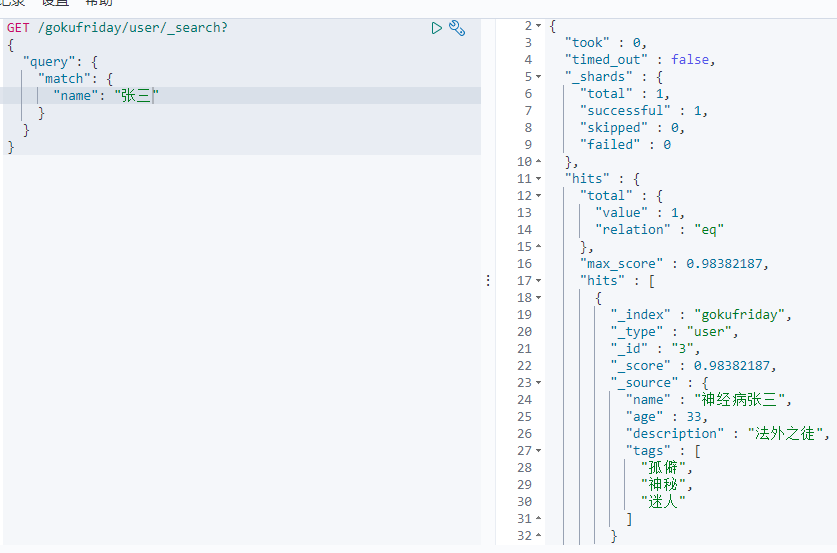 设置 帮助
GET /gokufriday/user/_search?
{
"query": {
"match": {
"name": "张三"
}
}
}
2 {
3 "took" : 0,
4 "timed_out" : false,
5 "_shards" : {
6 "total" : 1,
7 "successful" : 1,
8 "skipped" : 0,
9 "failed" : 0
10 },
11 "hits" : {
12 "total" : {
13 "value" : 1,
14 "relation" : "eq"
15 },
16 "max_score" : 0.98382187,
17 "hits" : [
18 {
19 "_index" : "gokufriday",
20 "_type" : "user",
21 "_id" : "3",
22 "_score" : 0.98382187,
23 "_source" : {
24 "name" : "神经病张三",
25 "age" : 33,
26 "description" : "法外之徒",
27 "tags" : [
28 "孤僻",
29 "神秘",
30 "迷人"
31 ]
32 }